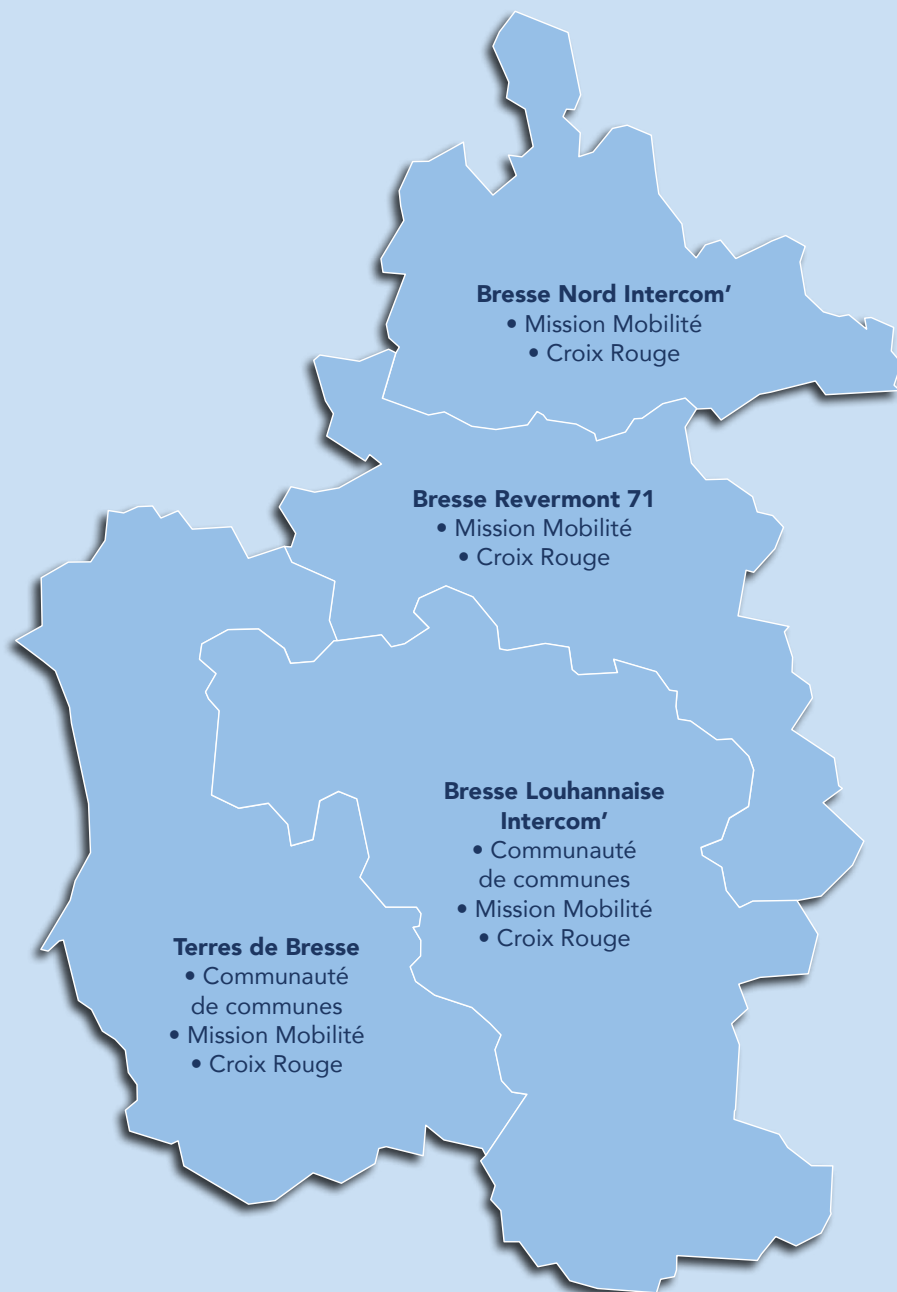 Bresse Nord Intercom’
• Mission Mobilité
• Croix Rouge
Bresse Revermont 71
• Mission Mobilité
• Croix Rouge
Bresse Louhannaise
Intercom’
• Communauté
de communes
• Mission Mobilité
• Croix Rouge
Terres de Bresse
• Communauté
de communes
• Mission Mobilité
• Croix Rouge